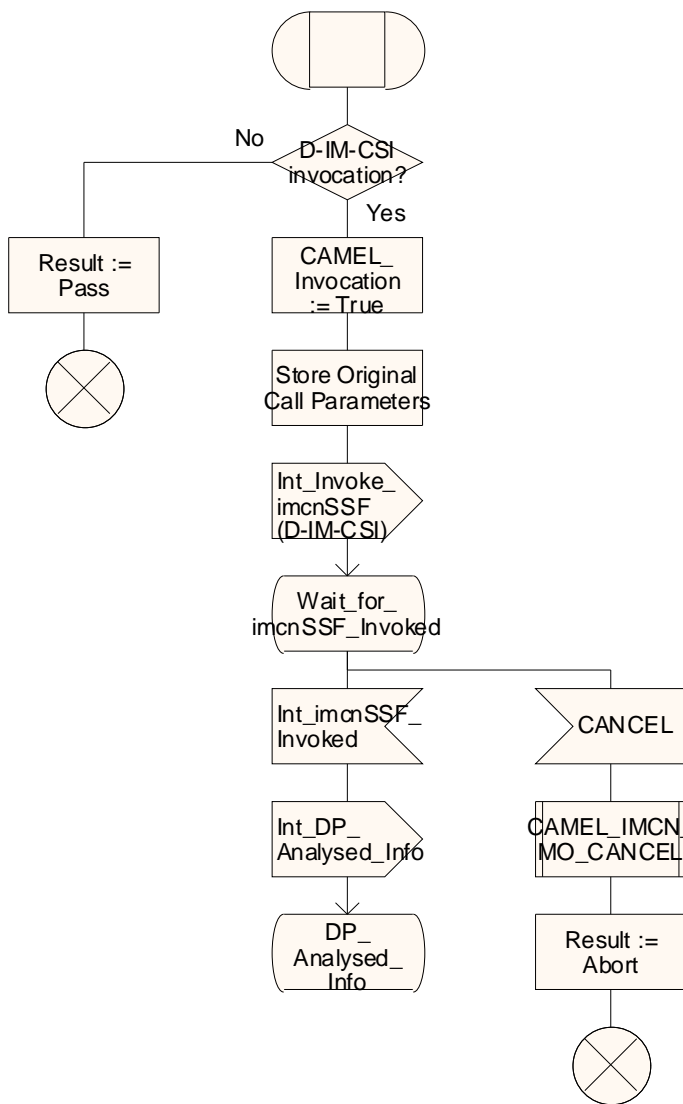 No
D-IM-CSI
invocation?
Yes
Result :=
Pass
CAMEL_
Invocation
:= True
Store Original
Call Parameters
Int_Invoke_
imcnSSF
(D-IM-CSI)
Wait_for_
imcnSSF_Invoked
Int_imcnSSF_
Invoked
CANCEL
Int_DP_
Analysed_Info
CAMEL_IMCN_
MO_CANCEL
DP_
Analysed_
Info
Result :=
Abort